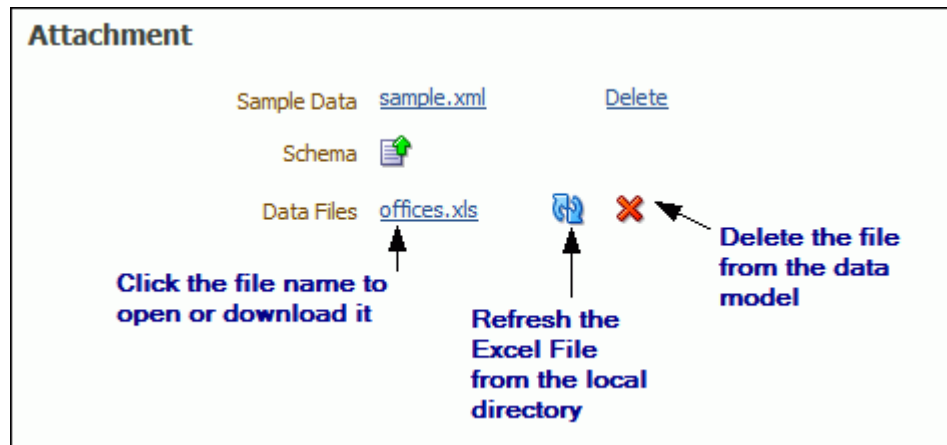 Attachment
Sample Data sample.xml Delete
Schema
Data Files offices.xls
Click the file name to
open or download it
Refresh the
Excel File
from the local
directory
Delete the file
from the data
model